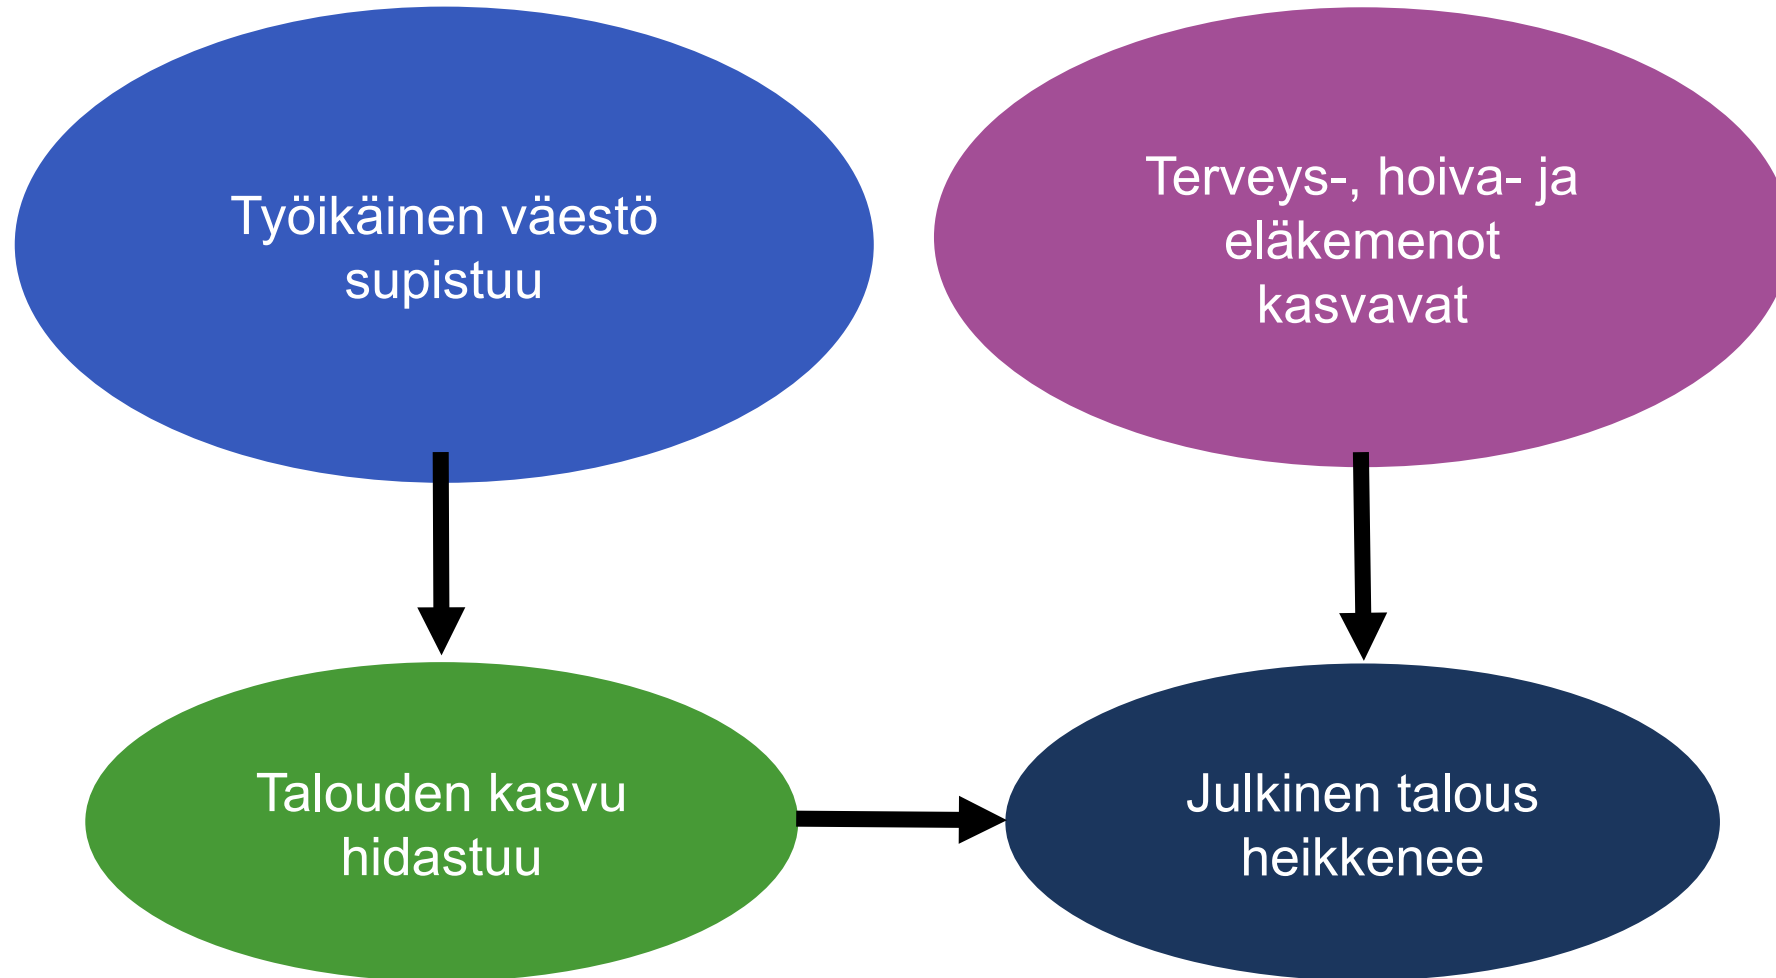 Työikäinen väestö
supistuu
Terveys-, hoiva- ja
eläkemenot
kasvavat
Talouden kasvu
hidastuu
Julkinen talous
heikkenee